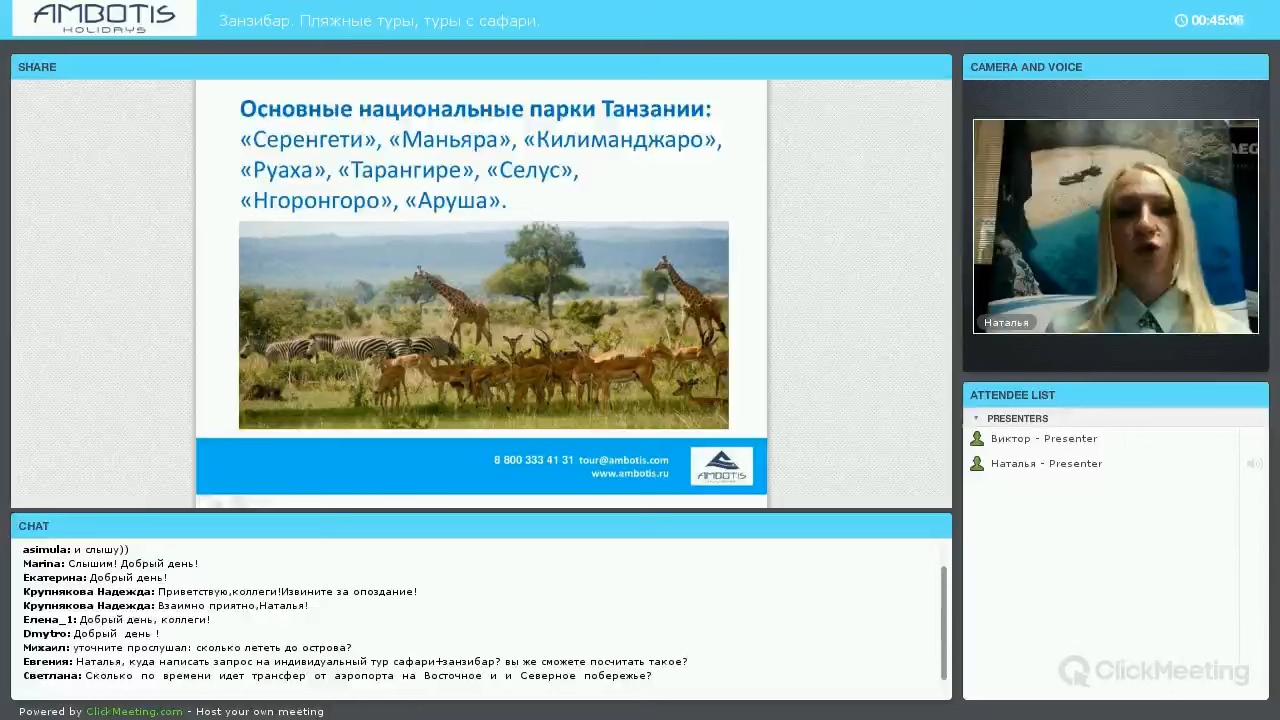 AMBOTIS
HOLIDAYS
Занзибар. Пляжные туры, туры с сафари.
00:45:06
SHARE
Основные национальные парки Танзании:
«Серенгети», «Маньяра», «Килиманджаро»,
«Руаха», «Тарангире», «Селус»,
«Нгоронгоро», «Аруша».
8 800 333 41 31 tour@ambotis.com
www.ambotis.ru
AMBOTIS
CAMERA AND VOICE
AEG
Наталья
ATTENDEE LIST
PRESENTERS
Виктор - Presenter
Наталья - Presenter
CHAT
asimula: и слышу))
Marina: Слышим! Добрый день!
Екатерина: Добрый день!
Крупнякова Надежда: Приветствую,коллеги!Извините за опоздание!
Крупнякова Надежда: Взаимно приятно,Наталья!
Елена_1: Добрый день, коллеги!
Dmytro: Добрый день !
Михаил: уточните прослушал: сколько лететь до острова?
Евгения: Наталья, куда написать запрос на индивидуальный тур сафари+занзибар? вы же сможете посчитать такое?
Светлана: Сколько по времени идет трансфер от аэропорта на Восточное и и Северное побережье?
ClickMeeting
Powered by ClickMeeting.com - Host your own meeting